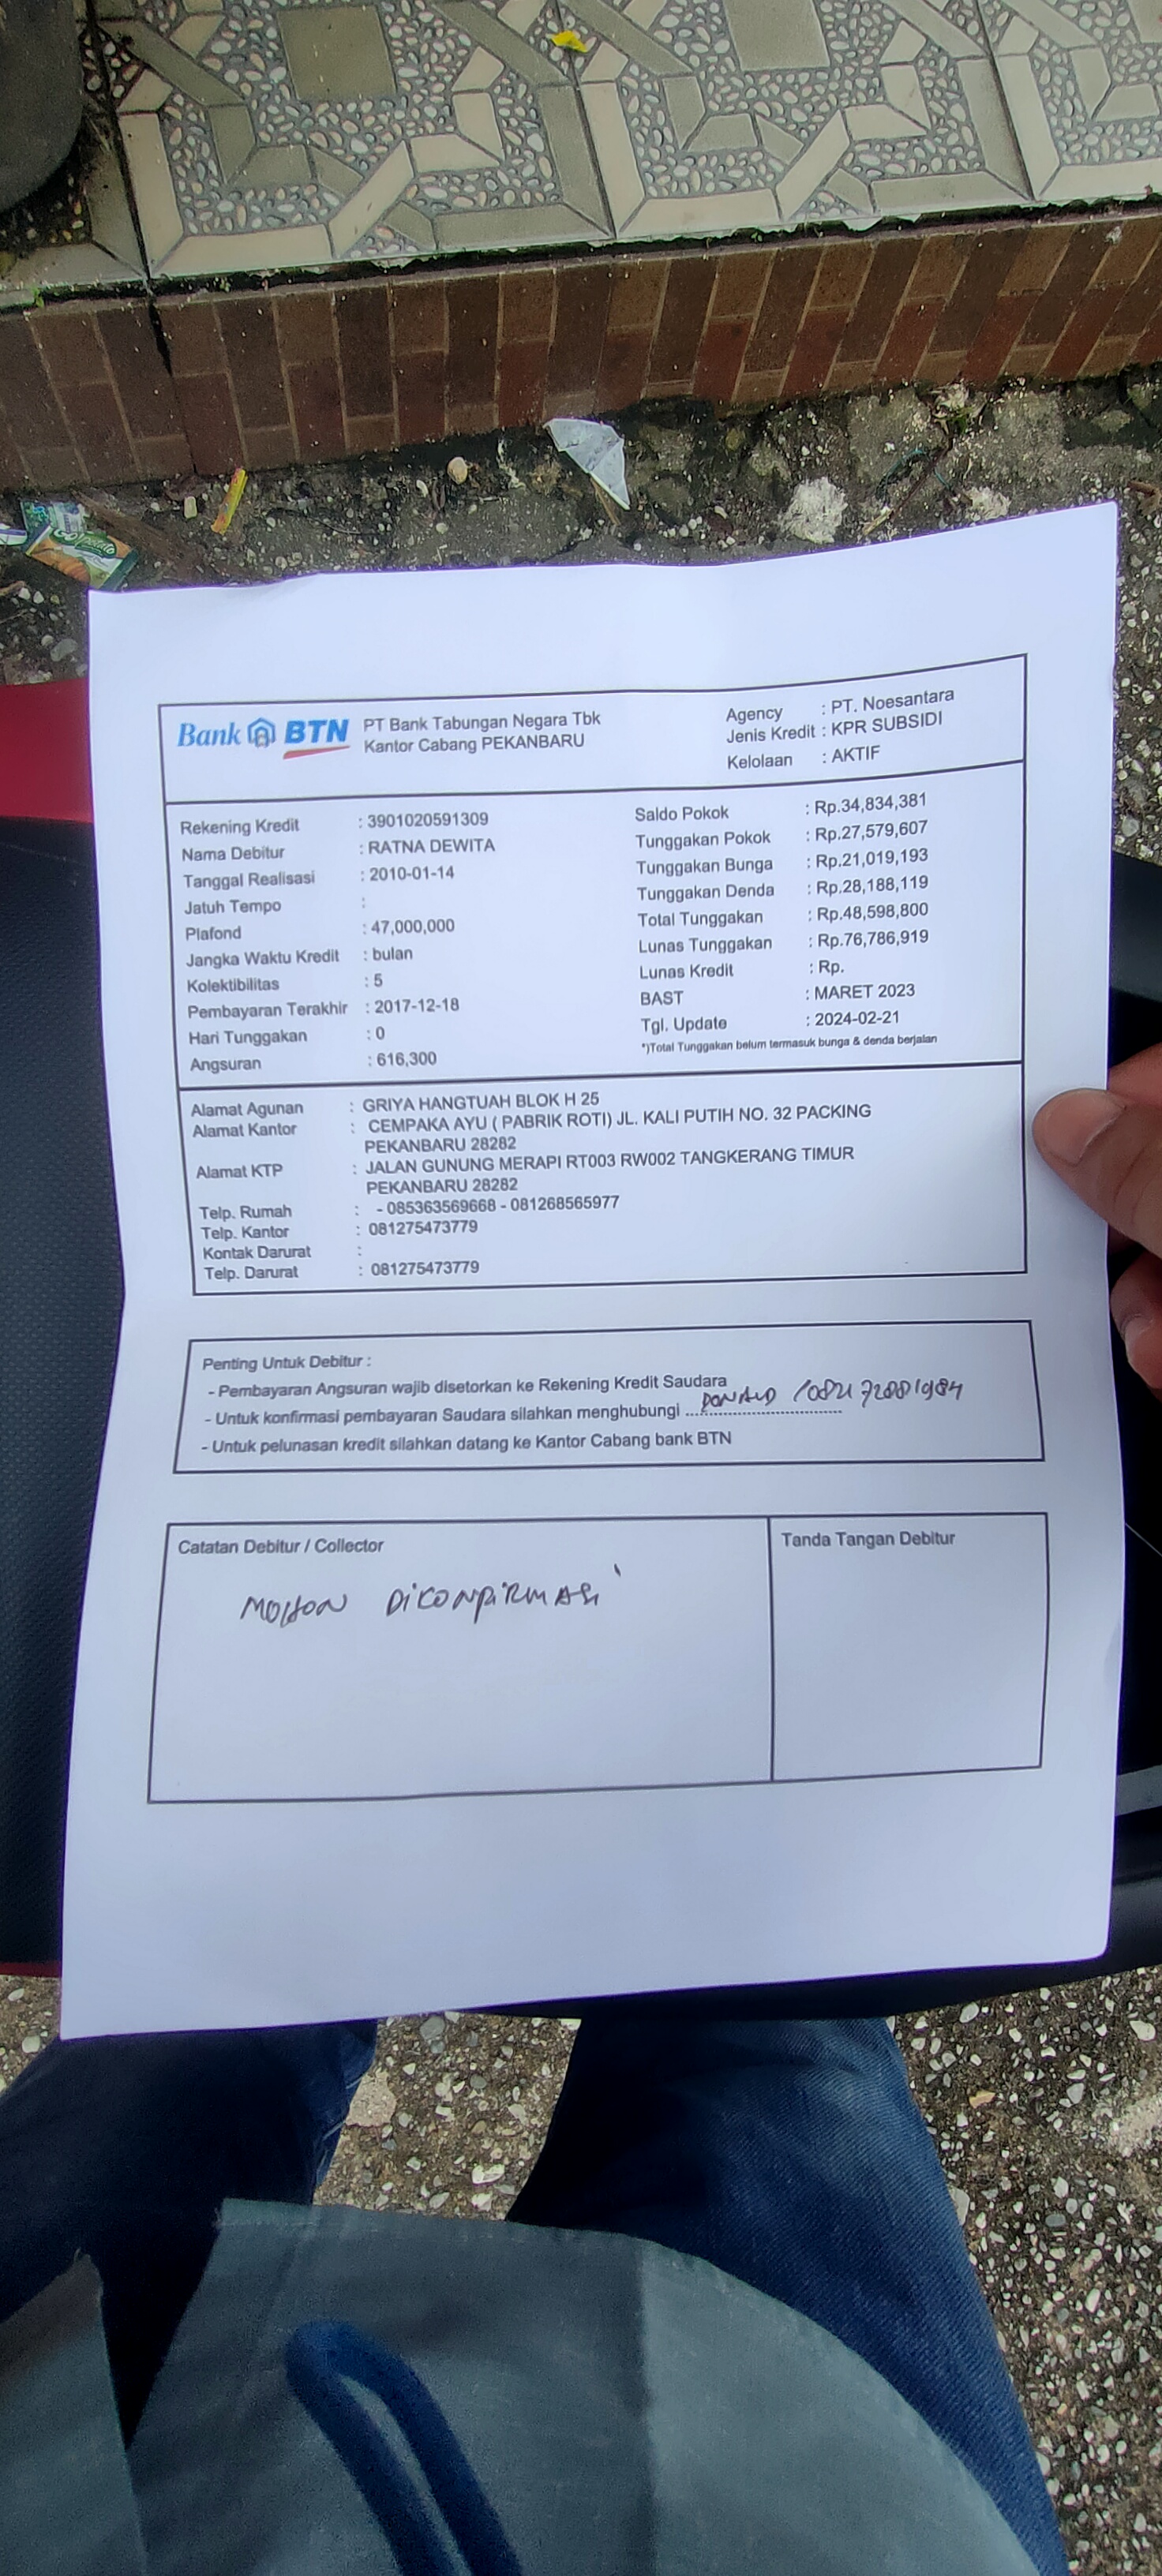 Bank BTN PT Bank Tabungan Negara Tbk
Kantor Cabang PEKANBARU
Agency : PT. Noesantara
Jenis Kredit : KPR SUBSIDI
Kelolaan : AKTIF
Rekening Kredit : 3901020591309
Nama Debitur : RATNA DEWITA
Tanggal Realisasi : 2010-01-14
Jatuh Tempo :
Plafond : 47,000,000
Jangka Waktu Kredit : bulan
Kolektibilitas : 5
Pembayaran Terakhir : 2017-12-18
Hari Tunggakan : 0
Angsuran : 616,300
Saldo Pokok : Rp.34,834,381
Tunggakan Pokok : Rp.27,579,607
Tunggakan Bunga : Rp.21,019,193
Tunggakan Denda : Rp.28,188,119
Total Tunggakan : Rp.48,598,800
Lunas Tunggakan : Rp.76,786,919
Lunas Kredit : Rp.
BAST : MARET 2023
Tgl. Update : 2024-02-21
*)Total Tunggakan belum termasuk bunga & denda berjalan
Alamat Agunan : GRIYA HANGTUAH BLOK H 25
Alamat Kantor : CEMPAKA AYU ( PABRIK ROTI) JL. KALI PUTIH NO. 32 PACKING
PEKANBARU 28282
Alamat KTP : JALAN GUNUNG MERAPI RT003 RW002 TANGKERANG TIMUR
PEKANBARU 28282
Telp. Rumah : - 085363569668 - 081268565977
Telp. Kantor : 081275473779
Kontak Darurat :
Telp. Darurat : 081275473779
Penting Untuk Debitur :
- Pembayaran Angsuran wajib disetorkan ke Rekening Kredit Saudara
- Untuk konfirmasi pembayaran Saudara silahkan menghubungi DONALD
- Untuk pelunasan kredit silahkan datang ke Kantor Cabang bank BTN
Catatan Debitur / Collector
Tanda Tangan Debitur
MOHON DIKONPIRMASI